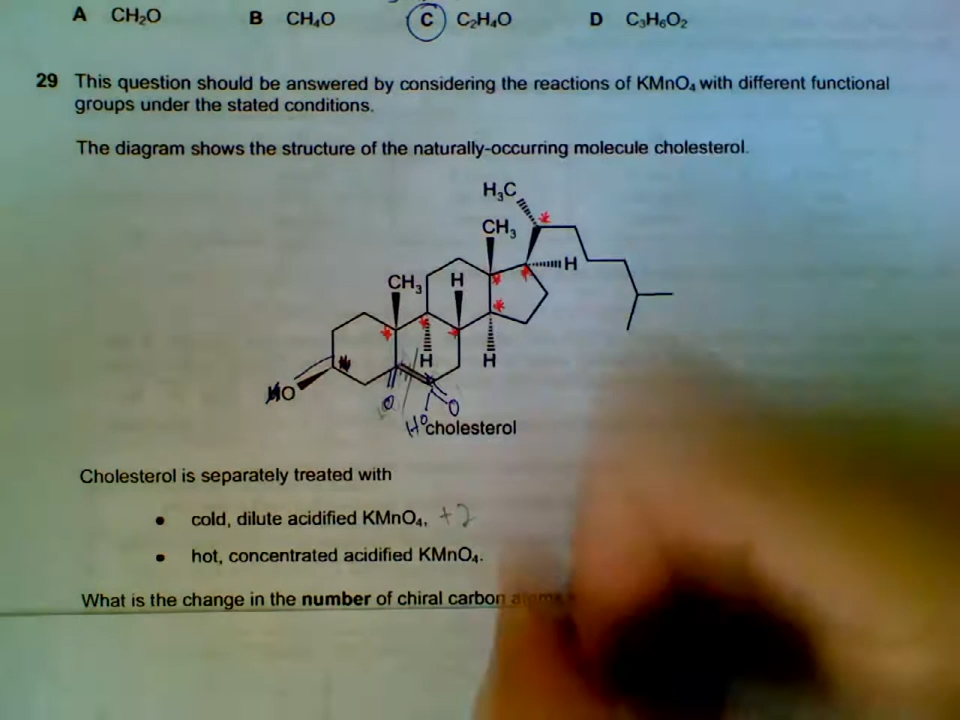 A CH₂O B CH₄O C C₂H₄O D C₃H₆O₂
29 This question should be answered by considering the reactions of KMnO₄ with different functional
groups under the stated conditions.
The diagram shows the structure of the naturally-occurring molecule cholesterol.
H₃C
CH₃
H
CH₃ H
H H
HO
O O
HO
cholesterol
Cholesterol is separately treated with
• cold, dilute acidified KMnO₄, +2
• hot, concentrated acidified KMnO₄.
What is the change in the number of chiral carbon atoms